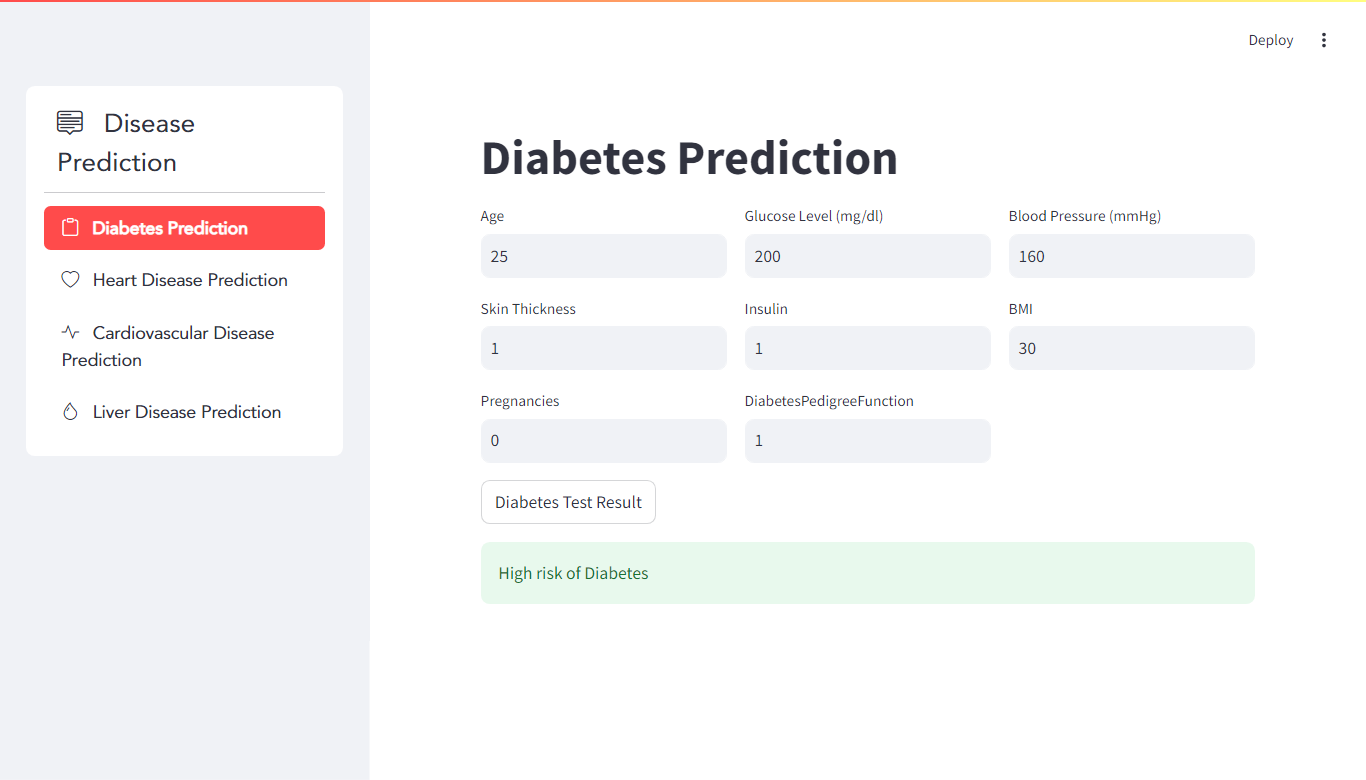 Deploy
Disease
Prediction
Diabetes Prediction
Heart Disease Prediction
Cardiovascular Disease
Prediction
Liver Disease Prediction
Diabetes Prediction
Age
Glucose Level (mg/dl)
Blood Pressure (mmHg)
25
200
160
Skin Thickness
Insulin
BMI
1
1
30
Pregnancies
DiabetesPedigreeFunction
0
1
Diabetes Test Result
High risk of Diabetes